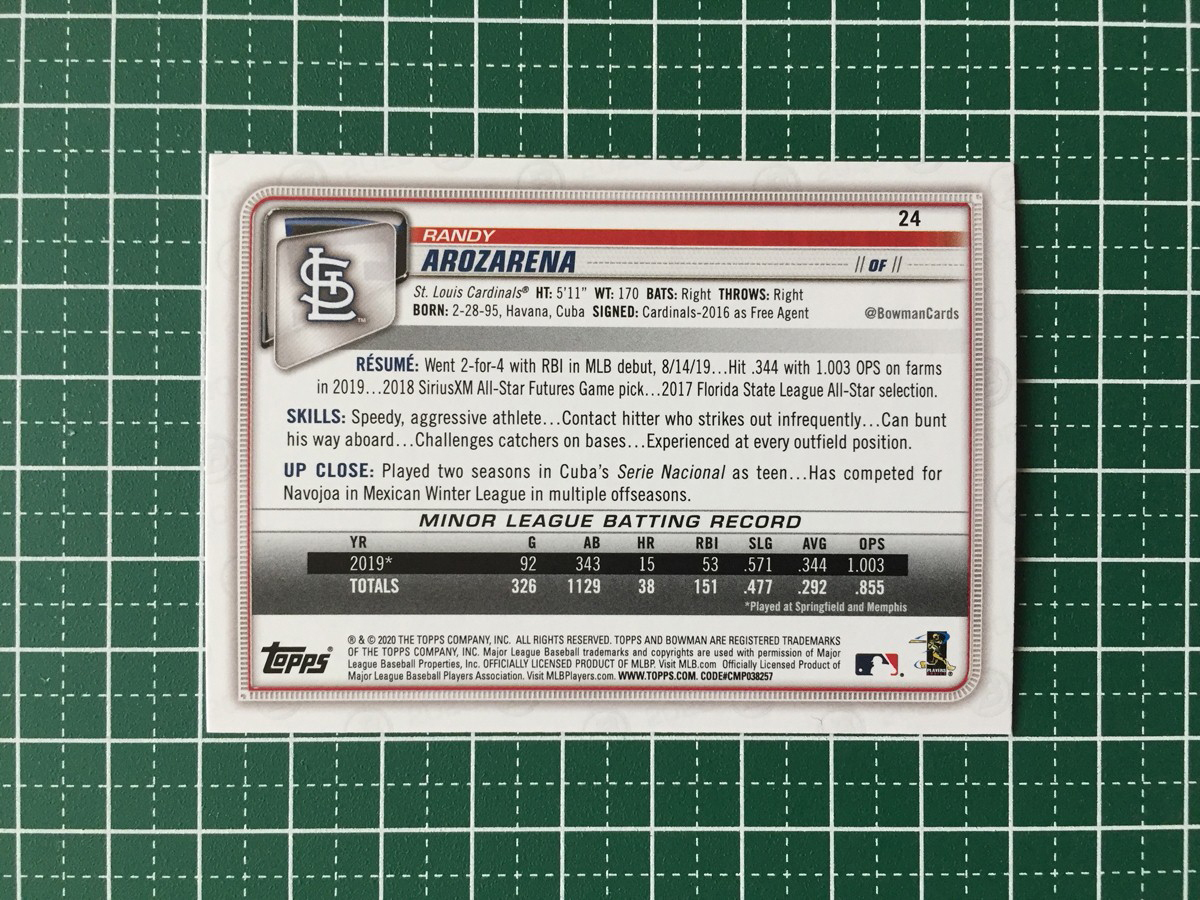 24
RANDY
AROZARENA // OF //
St. Louis Cardinals® HT: 5'11" WT: 170 BATS: Right THROWS: Right
BORN: 2-28-95, Havana, Cuba SIGNED: Cardinals-2016 as Free Agent @BowmanCards
RÉSUMÉ: Went 2-for-4 with RBI in MLB debut, 8/14/19...Hit .344 with 1.003 OPS on farms
in 2019...2018 SiriusXM All-Star Futures Game pick...2017 Florida State League All-Star selection.
SKILLS: Speedy, aggressive athlete...Contact hitter who strikes out infrequently...Can bunt
his way aboard...Challenges catchers on bases...Experienced at every outfield position.
UP CLOSE: Played two seasons in Cuba's Serie Nacional as teen...Has competed for
Navojoa in Mexican Winter League in multiple offseasons.
MINOR LEAGUE BATTING RECORD
YR G AB HR RBI SLG AVG OPS
2019* 92 343 15 53 .571 .344 1.003
TOTALS 326 1129 38 151 .477 .292 .855
*Played at Springfield and Memphis
Topps®
® & © 2020 THE TOPPS COMPANY, INC. ALL RIGHTS RESERVED. TOPPS AND BOWMAN ARE REGISTERED TRADEMARKS
OF THE TOPPS COMPANY, INC. Major League Baseball trademarks and copyrights are used with permission of Major
League Baseball Properties, Inc. OFFICIALLY LICENSED PRODUCT OF MLBP. Visit MLB.com Officially Licensed Product of
Major League Baseball Players Association. Visit MLBPlayers.com. WWW.TOPPS.COM. CODE#CMP038257